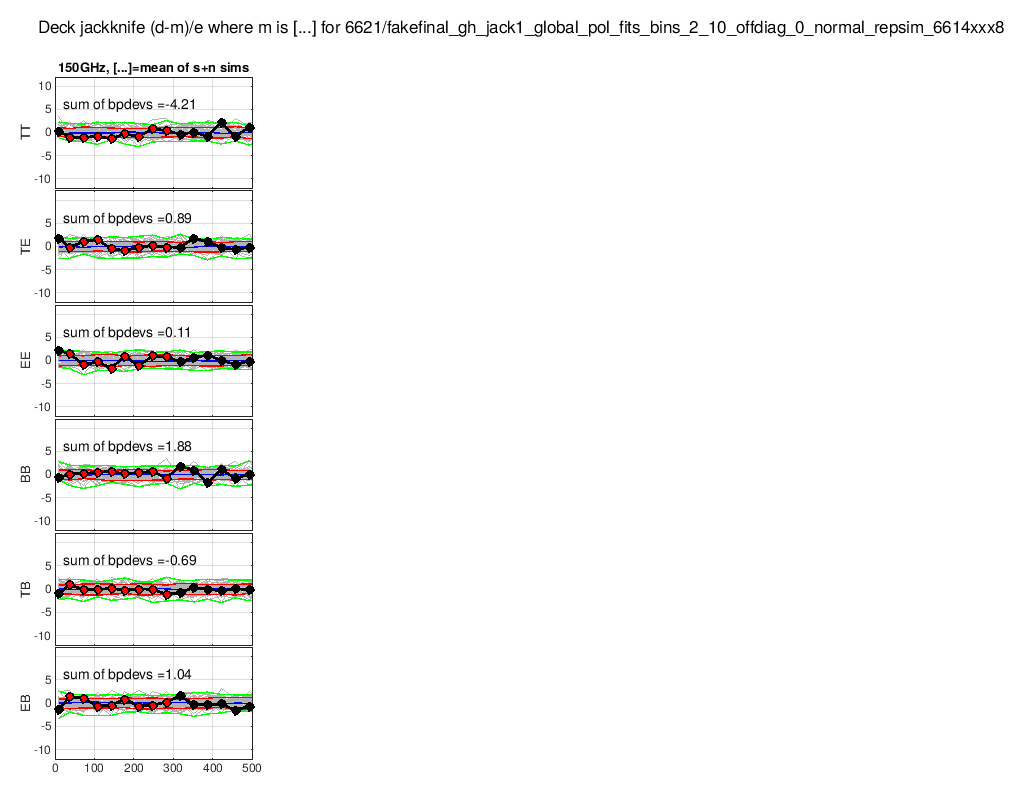 Deck jackknife (d-m)/e where m is [...] for 6621/fakefinal_gh_jack1_global_pol_fits_bins_2_10_offdiag_0_normal_repsim_6614xxx8
150GHz, [...]=mean of s+n sims
10
5
0
-5
-10
TT
sum of bpdevs =-4.21
5
0
-5
-10
TE
sum of bpdevs =0.89
5
0
-5
-10
EE
sum of bpdevs =0.11
5
0
-5
-10
BB
sum of bpdevs =1.88
5
0
-5
-10
TB
sum of bpdevs =-0.69
5
0
-5
-10
EB
sum of bpdevs =1.04
0 100 200 300 400 500